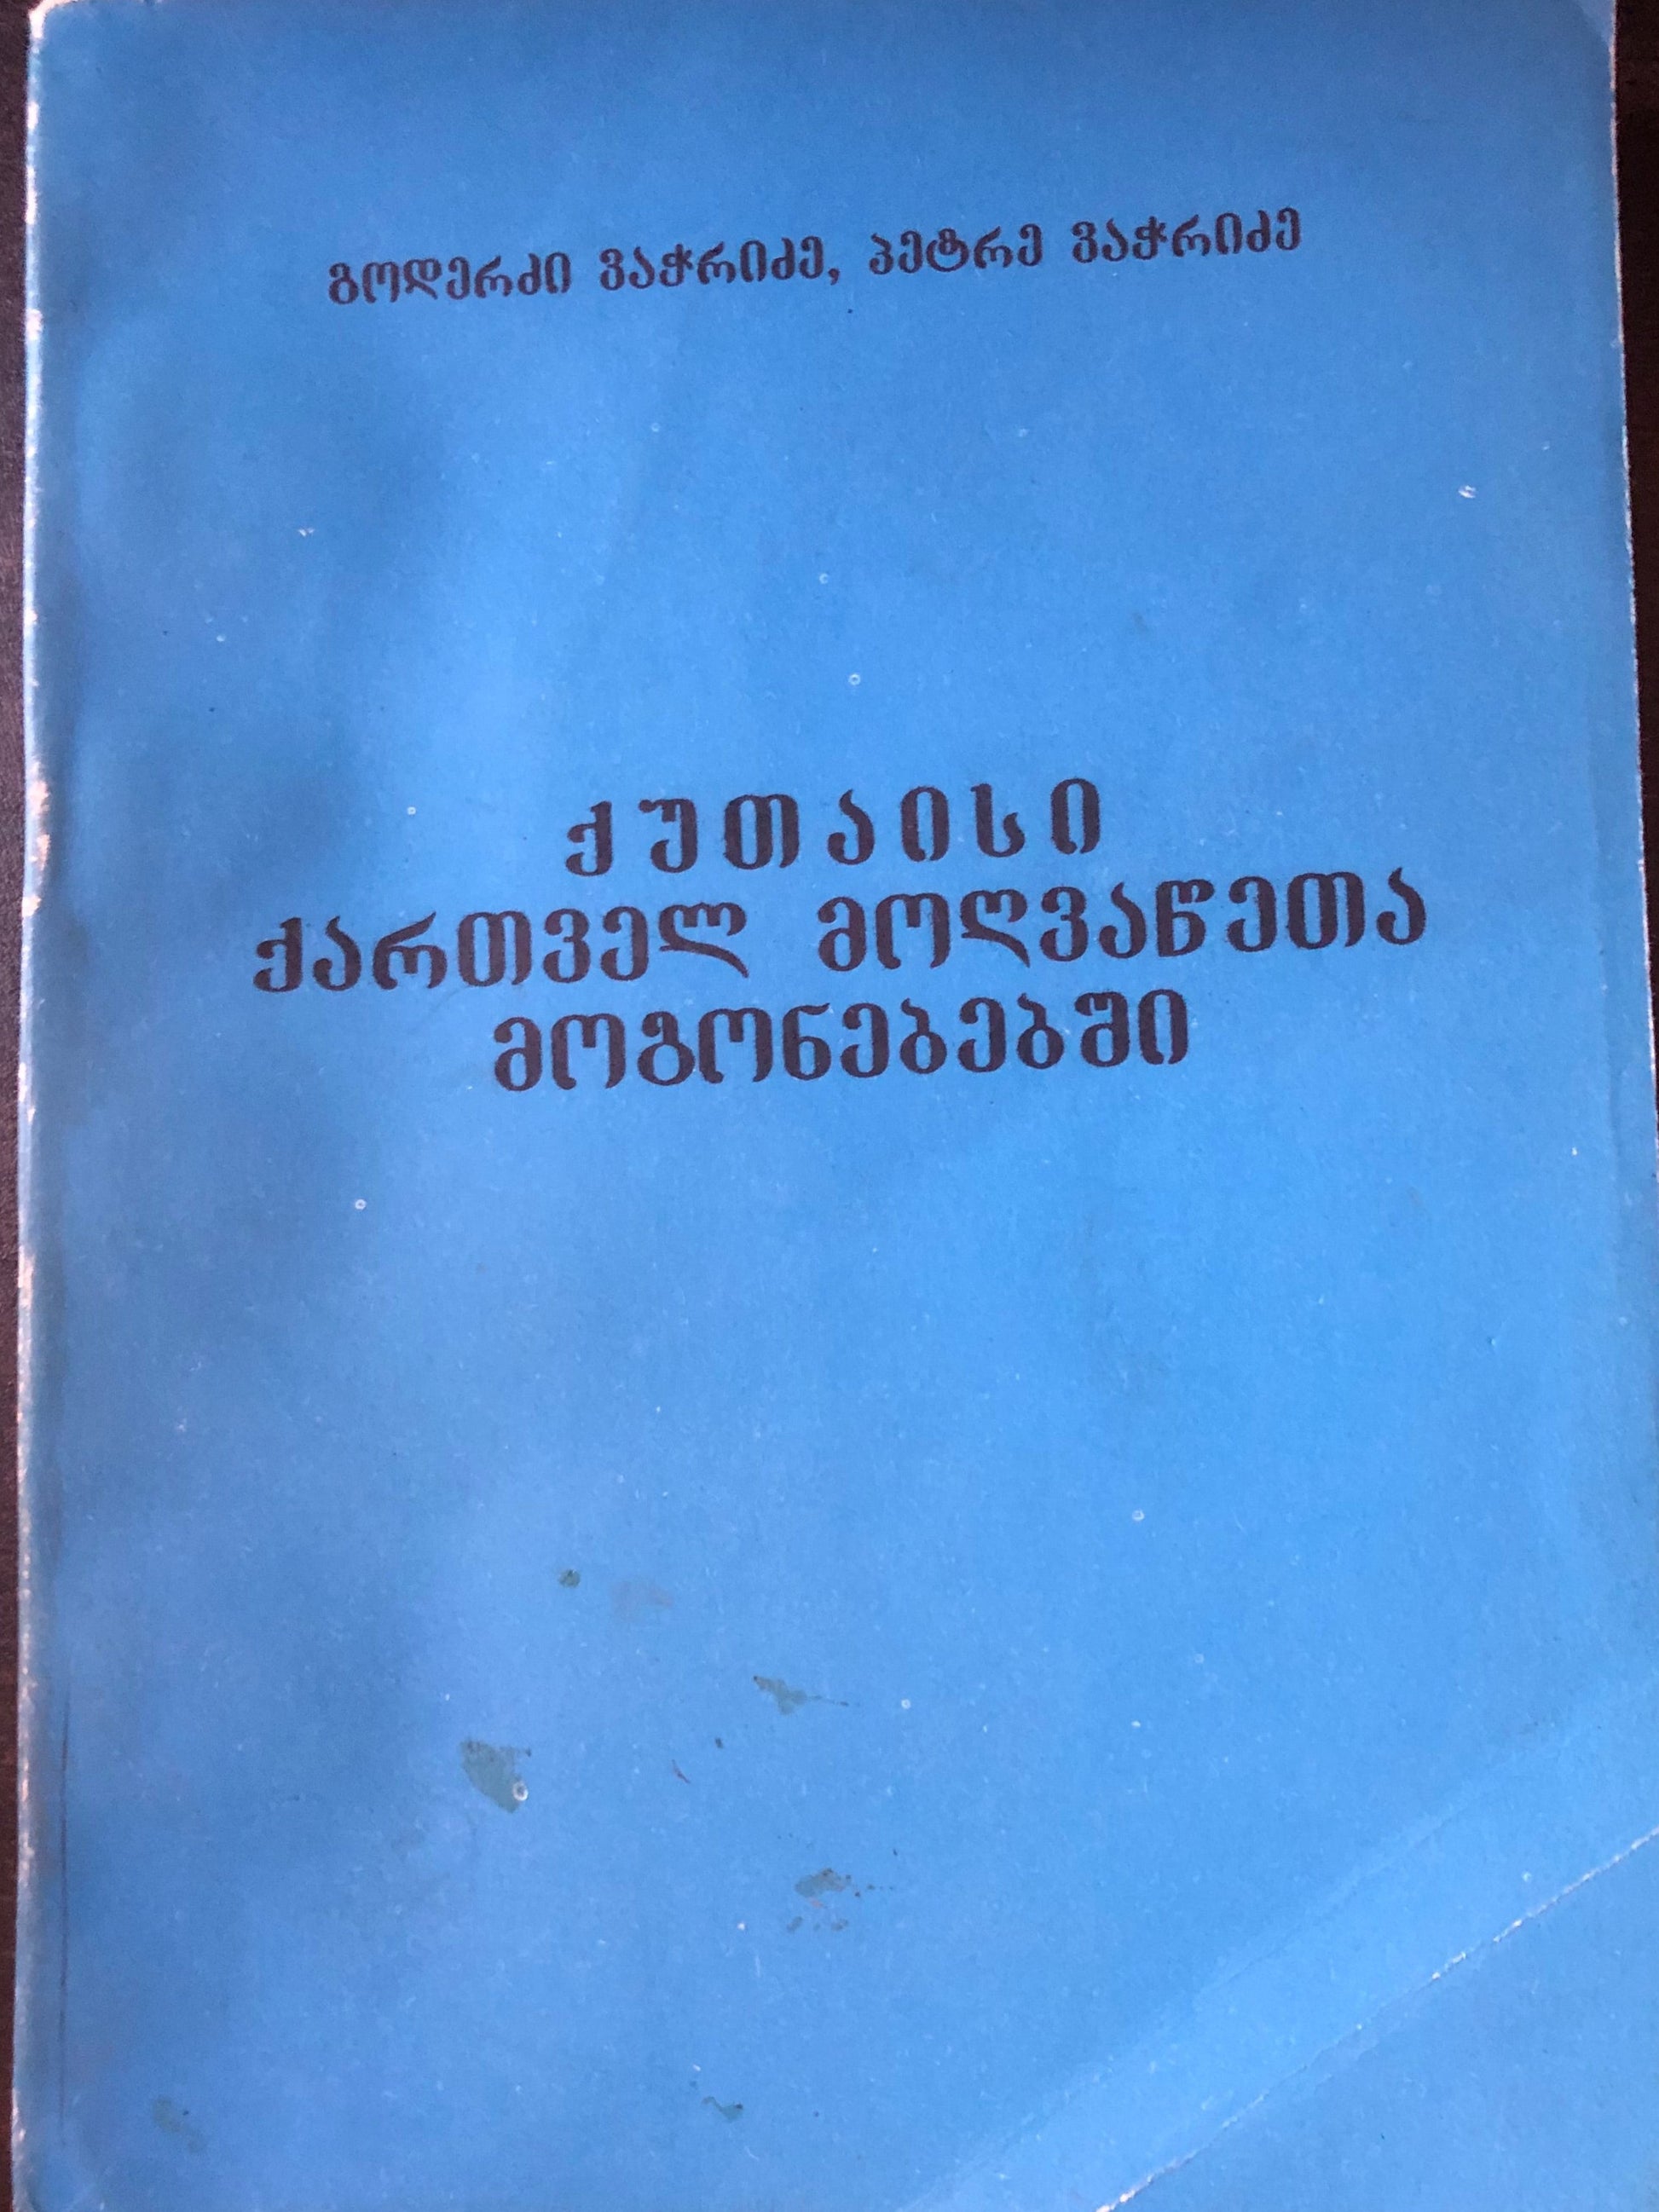 გოდერძი ვაჭრიძე, პეტრე ვაჭრიძე
ქუთაისი
ქართველ მოღვაწეთა
მოგონებებში